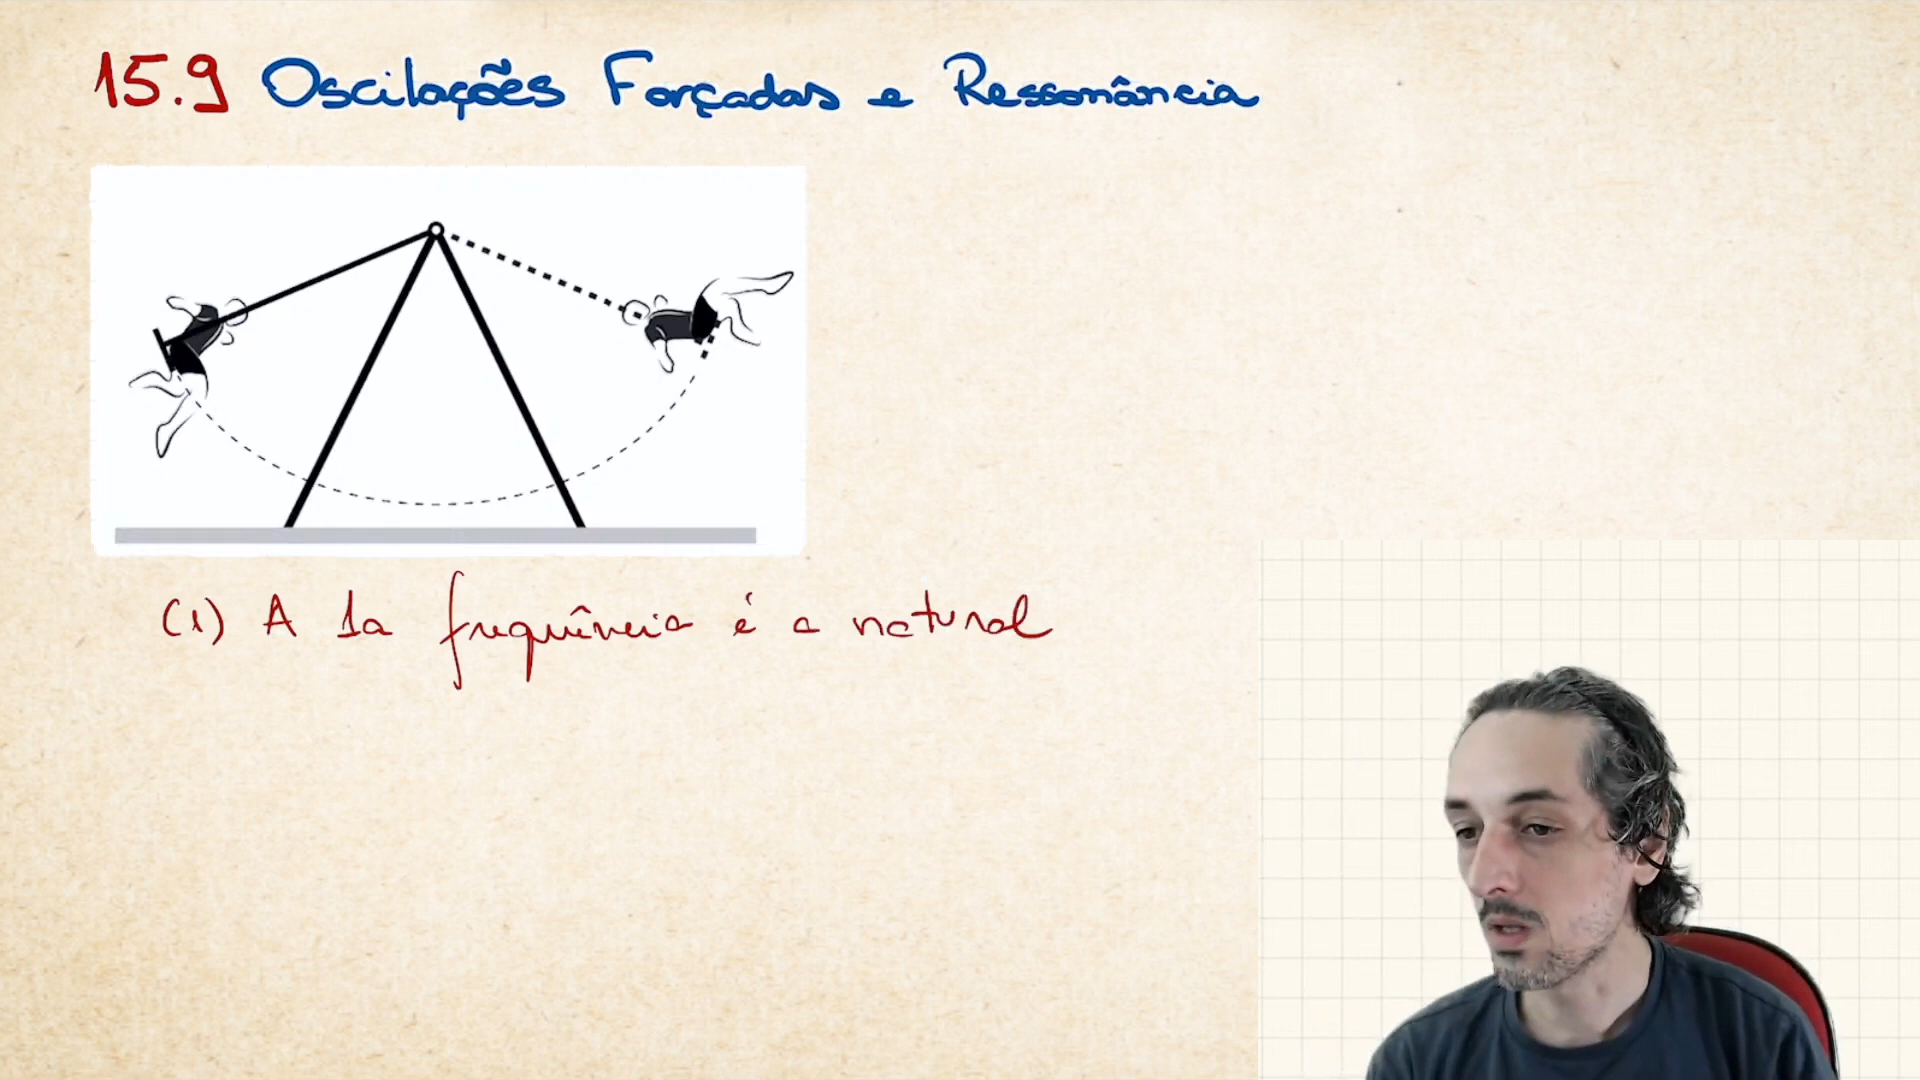 15.9 Oscilações Forçadas e Ressonância
(1) A 1a frequência é a natural